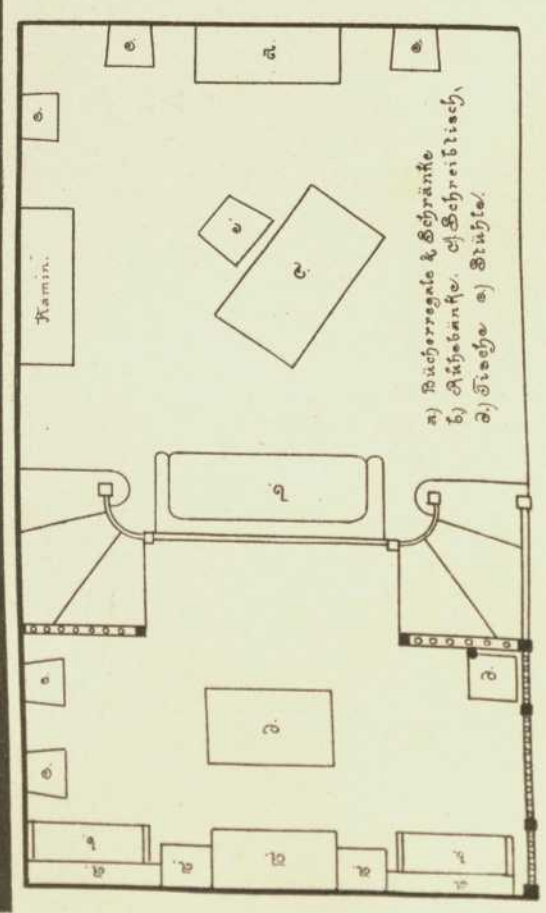 a.
b.
e.
e.
Kamin.
e.
e.
a.
e.
a.
d.
b.
c.
a.
a.
a.
b.
d.
e.
a) Bücherregale & Schränke
b) Ruhebänke. c) Schreibtisch,
d.) Tische e) Stühle.